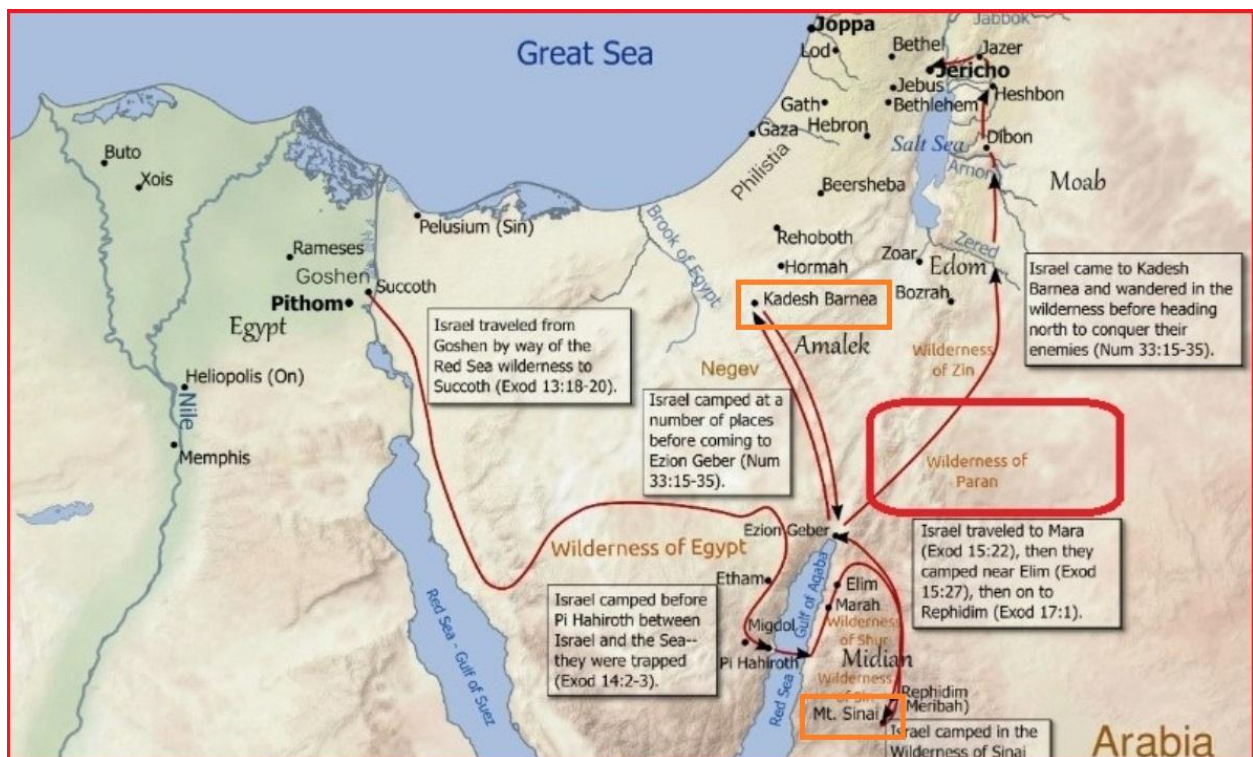 Great Sea
Joppa
Lod
Bethel
Jabbok
Jazer
Jericho
Jebus
Bethlehem
Heshbon
Gath
Gaza
Hebron
Salt Sea
Dibon
Arnon
Moab
Philistia
Beersheba
Buto
Xois
Pelusium (Sin)
Brook of Egypt
Rehoboth
Hormah
Zoar
Zered
Edom
Bozrah
Rameses
Goshen
Succoth
Pithom
Egypt
Kadesh Barnea
Amalek
Israel came to Kadesh
Barnea and wandered in the
wilderness before heading
north to conquer their
enemies (Num 33:15-35).
Israel traveled from
Goshen by way of the
Red Sea wilderness to
Succoth (Exod 13:18-20).
Wilderness
of Zin
Negev
Heliopolis (On)
Nile
Memphis
Israel camped at a
number of places
before coming to
Ezion Geber (Num
33:15-35).
Wilderness of
Paran
Ezion Geber
Wilderness of Egypt
Israel traveled to Mara
(Exod 15:22), then they
camped near Elim (Exod
15:27), then on to
Rephidim (Exod 17:1).
Etham
Elim
Marah
Gulf of Aqaba
Red Sea - Gulf of Suez
Israel camped before
Pi Hahiroth between
Israel and the Sea--
they were trapped
(Exod 14:2-3).
Migdol
Pi Hahiroth
Wilderness
of Shur
Midian
Red Sea
Wilderness
of Sin
Rephidim
(Meribah)
Mt. Sinai
Israel camped in the
Wilderness of Sinai
Arabia